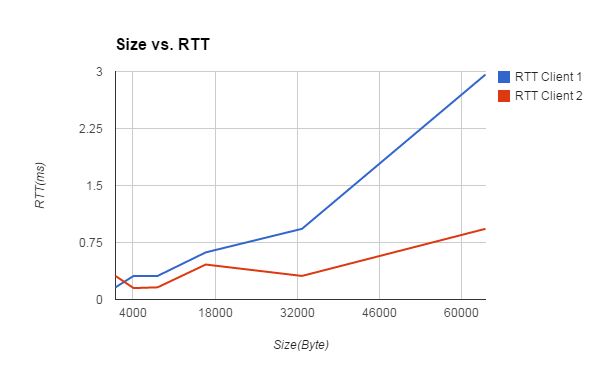 Size vs. RTT
RTT Client 1
RTT Client 2
3
2.25
1.5
0.75
0
RTT(ms)
4000 18000 32000 46000 60000
Size(Byte)